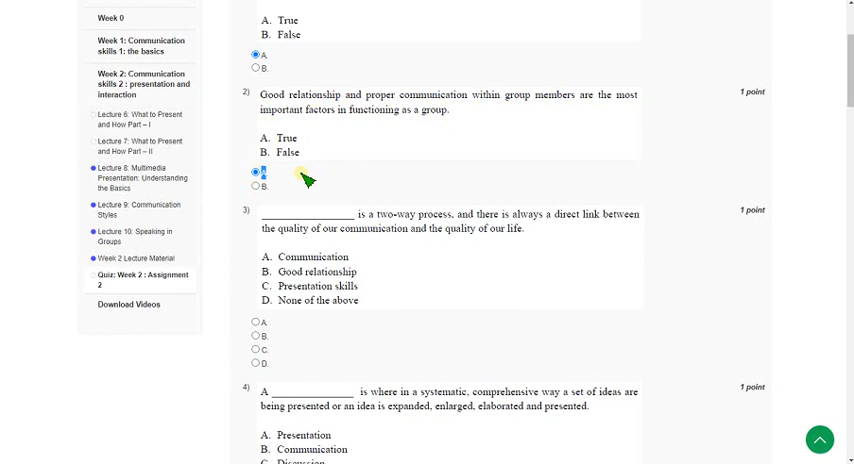 Week 0
Week 1: Communication
skills 1: the basics
Week 2: Communication
skills 2 : presentation and
interaction
Lecture 6: What to Present
and How Part – I
Lecture 7: What to Present
and How Part – II
Lecture 8: Multimedia
Presentation: Understanding
the Basics
Lecture 9: Communication
Styles
Lecture 10: Speaking in
Groups
Week 2 Lecture Material
Quiz: Week 2 : Assignment
2
Download Videos
A. True
B. False
A.
B.
2) Good relationship and proper communication within group members are the most 1 point
important factors in functioning as a group.
A. True
B. False
A.
B.
3) ________________ is a two-way process, and there is always a direct link between 1 point
the quality of our communication and the quality of our life.
A. Communication
B. Good relationship
C. Presentation skills
D. None of the above
A.
B.
C.
D.
4) A ______________ is where in a systematic, comprehensive way a set of ideas are 1 point
being presented or an idea is expanded, enlarged, elaborated and presented.
A. Presentation
B. Communication
C. Discussion